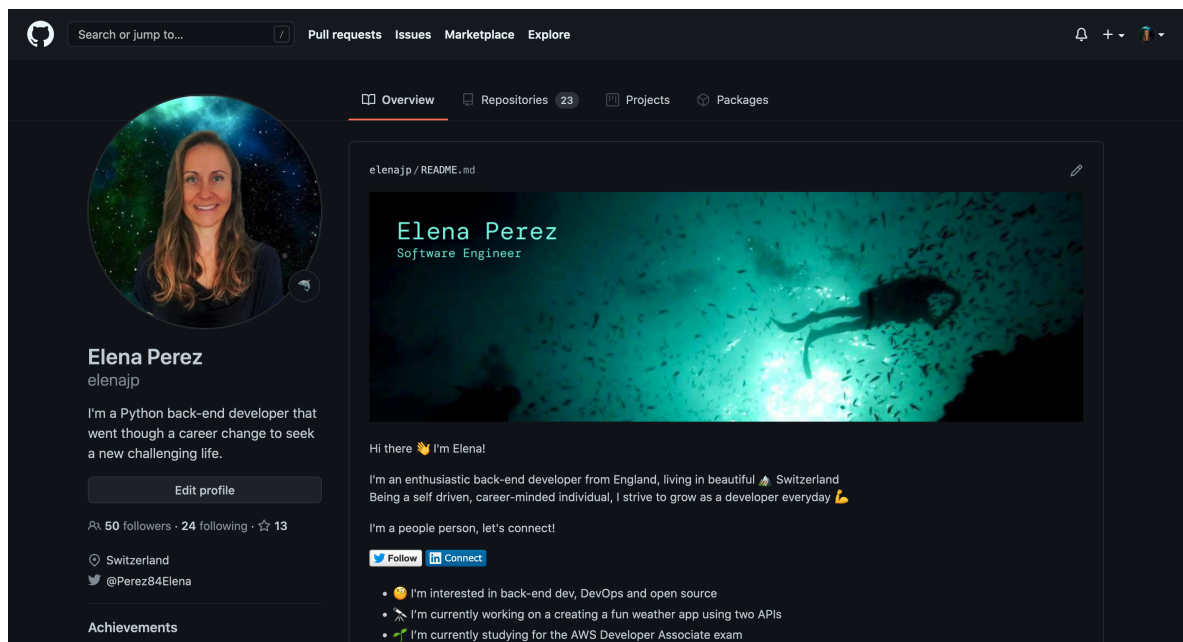 Search or jump to...
/
Pull requests Issues Marketplace Explore
Overview Repositories 23 Projects Packages
Elena Perez
elenajp
I'm a Python back-end developer that
went though a career change to seek
a new challenging life.
Edit profile
50 followers · 24 following · 13
Switzerland
@Perez84Elena
Achievements
elenajp/README.md
Elena Perez
Software Engineer
Hi there 👋 I'm Elena!
I'm an enthusiastic back-end developer from England, living in beautiful 🏔 Switzerland
Being a self driven, career-minded individual, I strive to grow as a developer everyday 💪
I'm a people person, let's connect!
Follow in Connect
• 🧐 I'm interested in back-end dev, DevOps and open source
• 🔭 I'm currently working on a creating a fun weather app using two APIs
• 🌱 I'm currently studying for the AWS Developer Associate exam